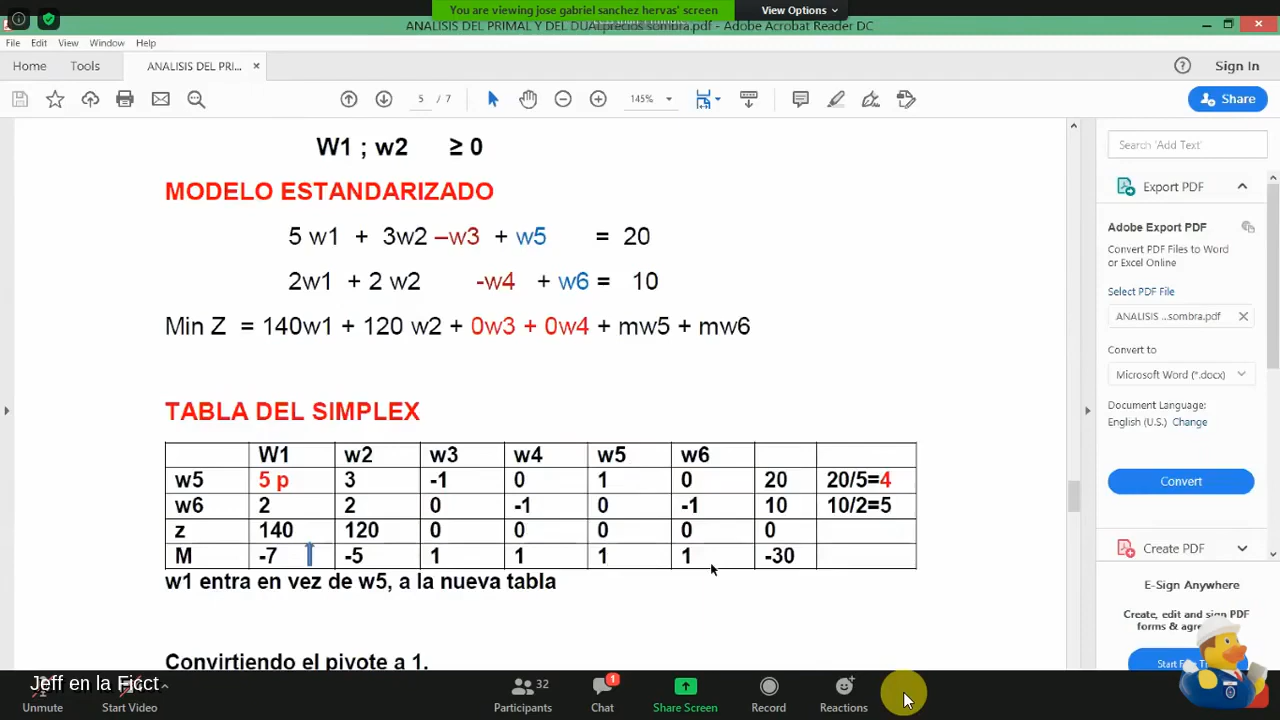 You are viewing jose gabriel sanchez hervas' screen
View Options
ANALISIS DEL PRIMAL Y DEL DUALprecios sombra.pdf - Adobe Acrobat Reader DC
File Edit View Window Help
Home Tools ANALISIS DEL PRI... × Sign In
5 / 7 145% Share
W1 ; w2 ≥ 0
MODELO ESTANDARIZADO
5 w1 + 3w2 –w3 + w5 = 20
2w1 + 2 w2 -w4 + w6 = 10
Min Z = 140w1 + 120 w2 + 0w3 + 0w4 + mw5 + mw6
TABLA DEL SIMPLEX
W1 w2 w3 w4 w5 w6
w5 5 p 3 -1 0 1 0 20 20/5=4
w6 2 2 0 -1 0 -1 10 10/2=5
z 140 120 0 0 0 0 0
M -7 -5 1 1 1 1 -30
w1 entra en vez de w5, a la nueva tabla
Convirtiendo el pivote a 1.
Search 'Add Text'
Export PDF
Adobe Export PDF
Convert PDF Files to Word
or Excel Online
Select PDF File
ANALISIS ...sombra.pdf ×
Convert to
Microsoft Word (*.docx)
Document Language:
English (U.S.) Change
Convert
Create PDF
E-Sign Anywhere
Create, edit and sign PDF
forms & agre
Start
Jeff en la Ficct
Unmute Start Video 32 Participants 1 Chat Share Screen Record Reactions